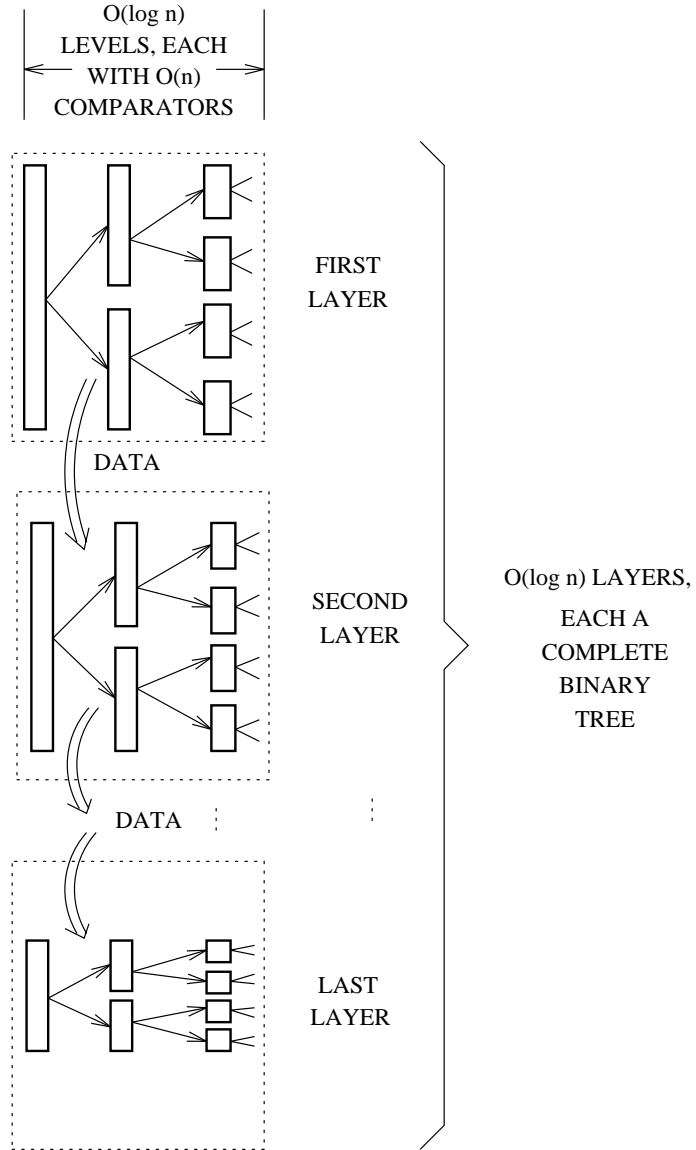 O(log n)
LEVELS, EACH
WITH O(n)
COMPARATORS
FIRST
LAYER
DATA
SECOND
LAYER
O(log n) LAYERS,
EACH A
COMPLETE
BINARY
TREE
DATA
LAST
LAYER